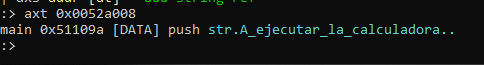 :> axt 0x0052a008
main 0x51109a [DATA] push str.A_ejecutar_la_calculadora..
:>